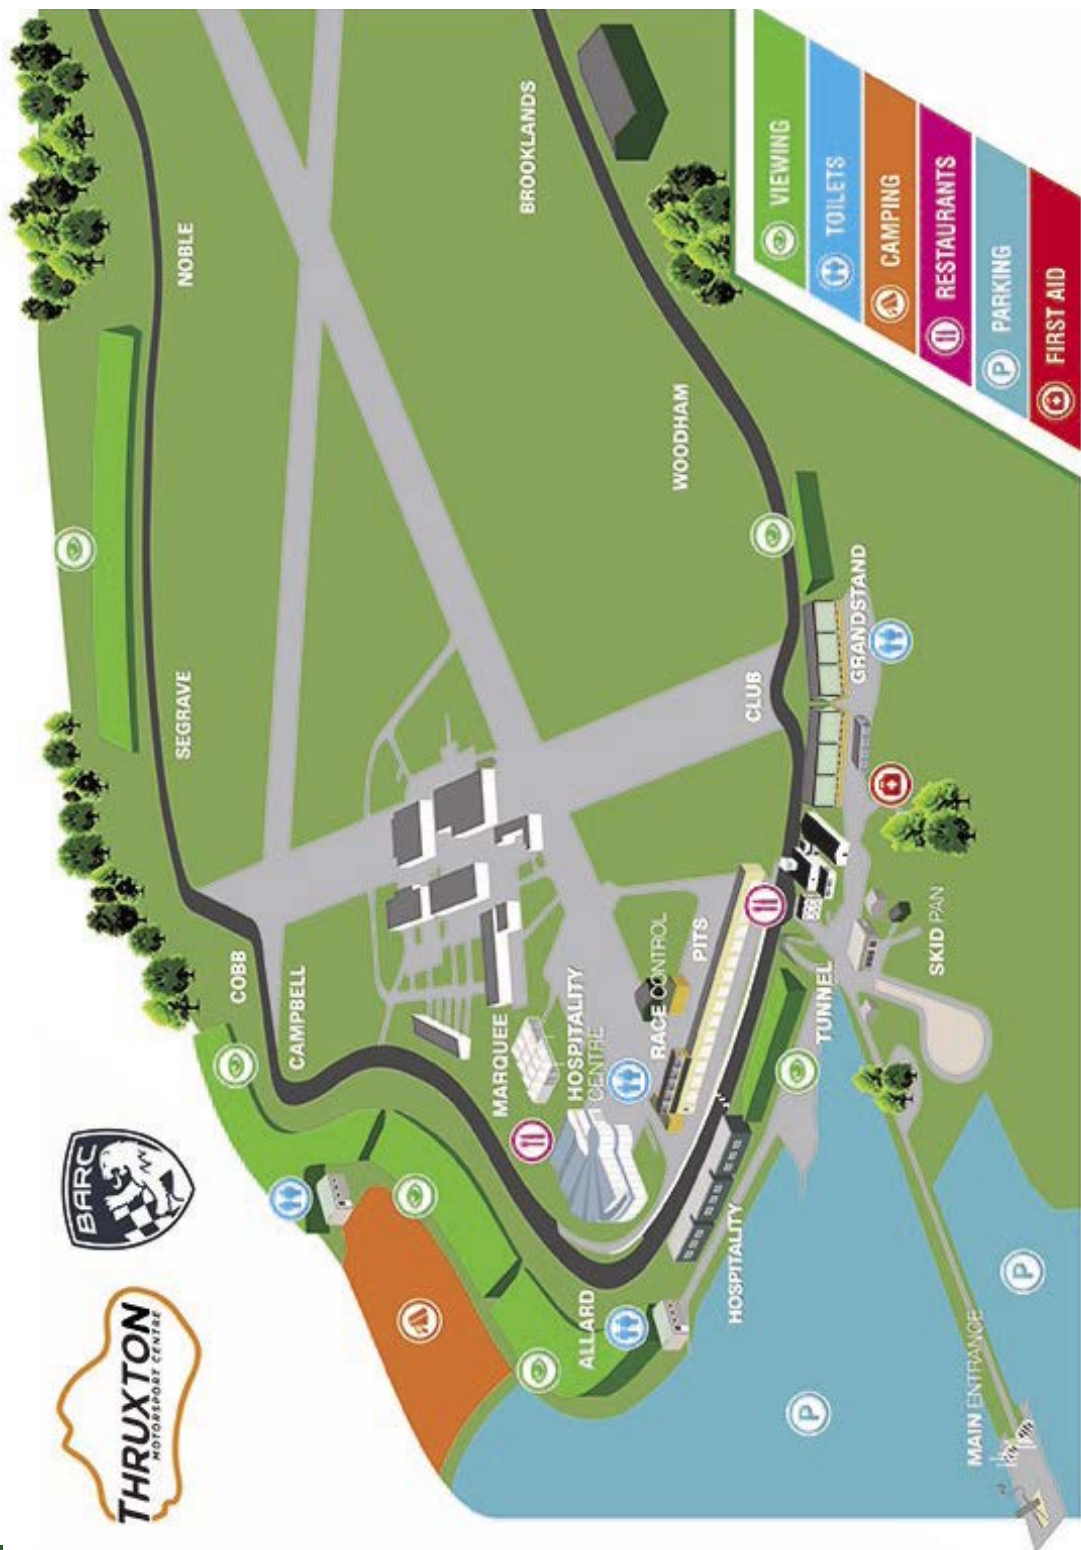 BARC
THRUXTON
MOTORSPORT CENTRE
NOBLE
SEGRAVE
COBB
CAMPBELL
BROOKLANDS
WOODHAM
CLUB
GRANDSTAND
MARQUEE
HOSPITALITY
CENTRE
RACE CONTROL
PITS
ALLARD
HOSPITALITY
TUNNEL
SKID PAN
MAIN ENTRANCE
P
P
VIEWING
TOILETS
CAMPING
RESTAURANTS
P PARKING
FIRST AID